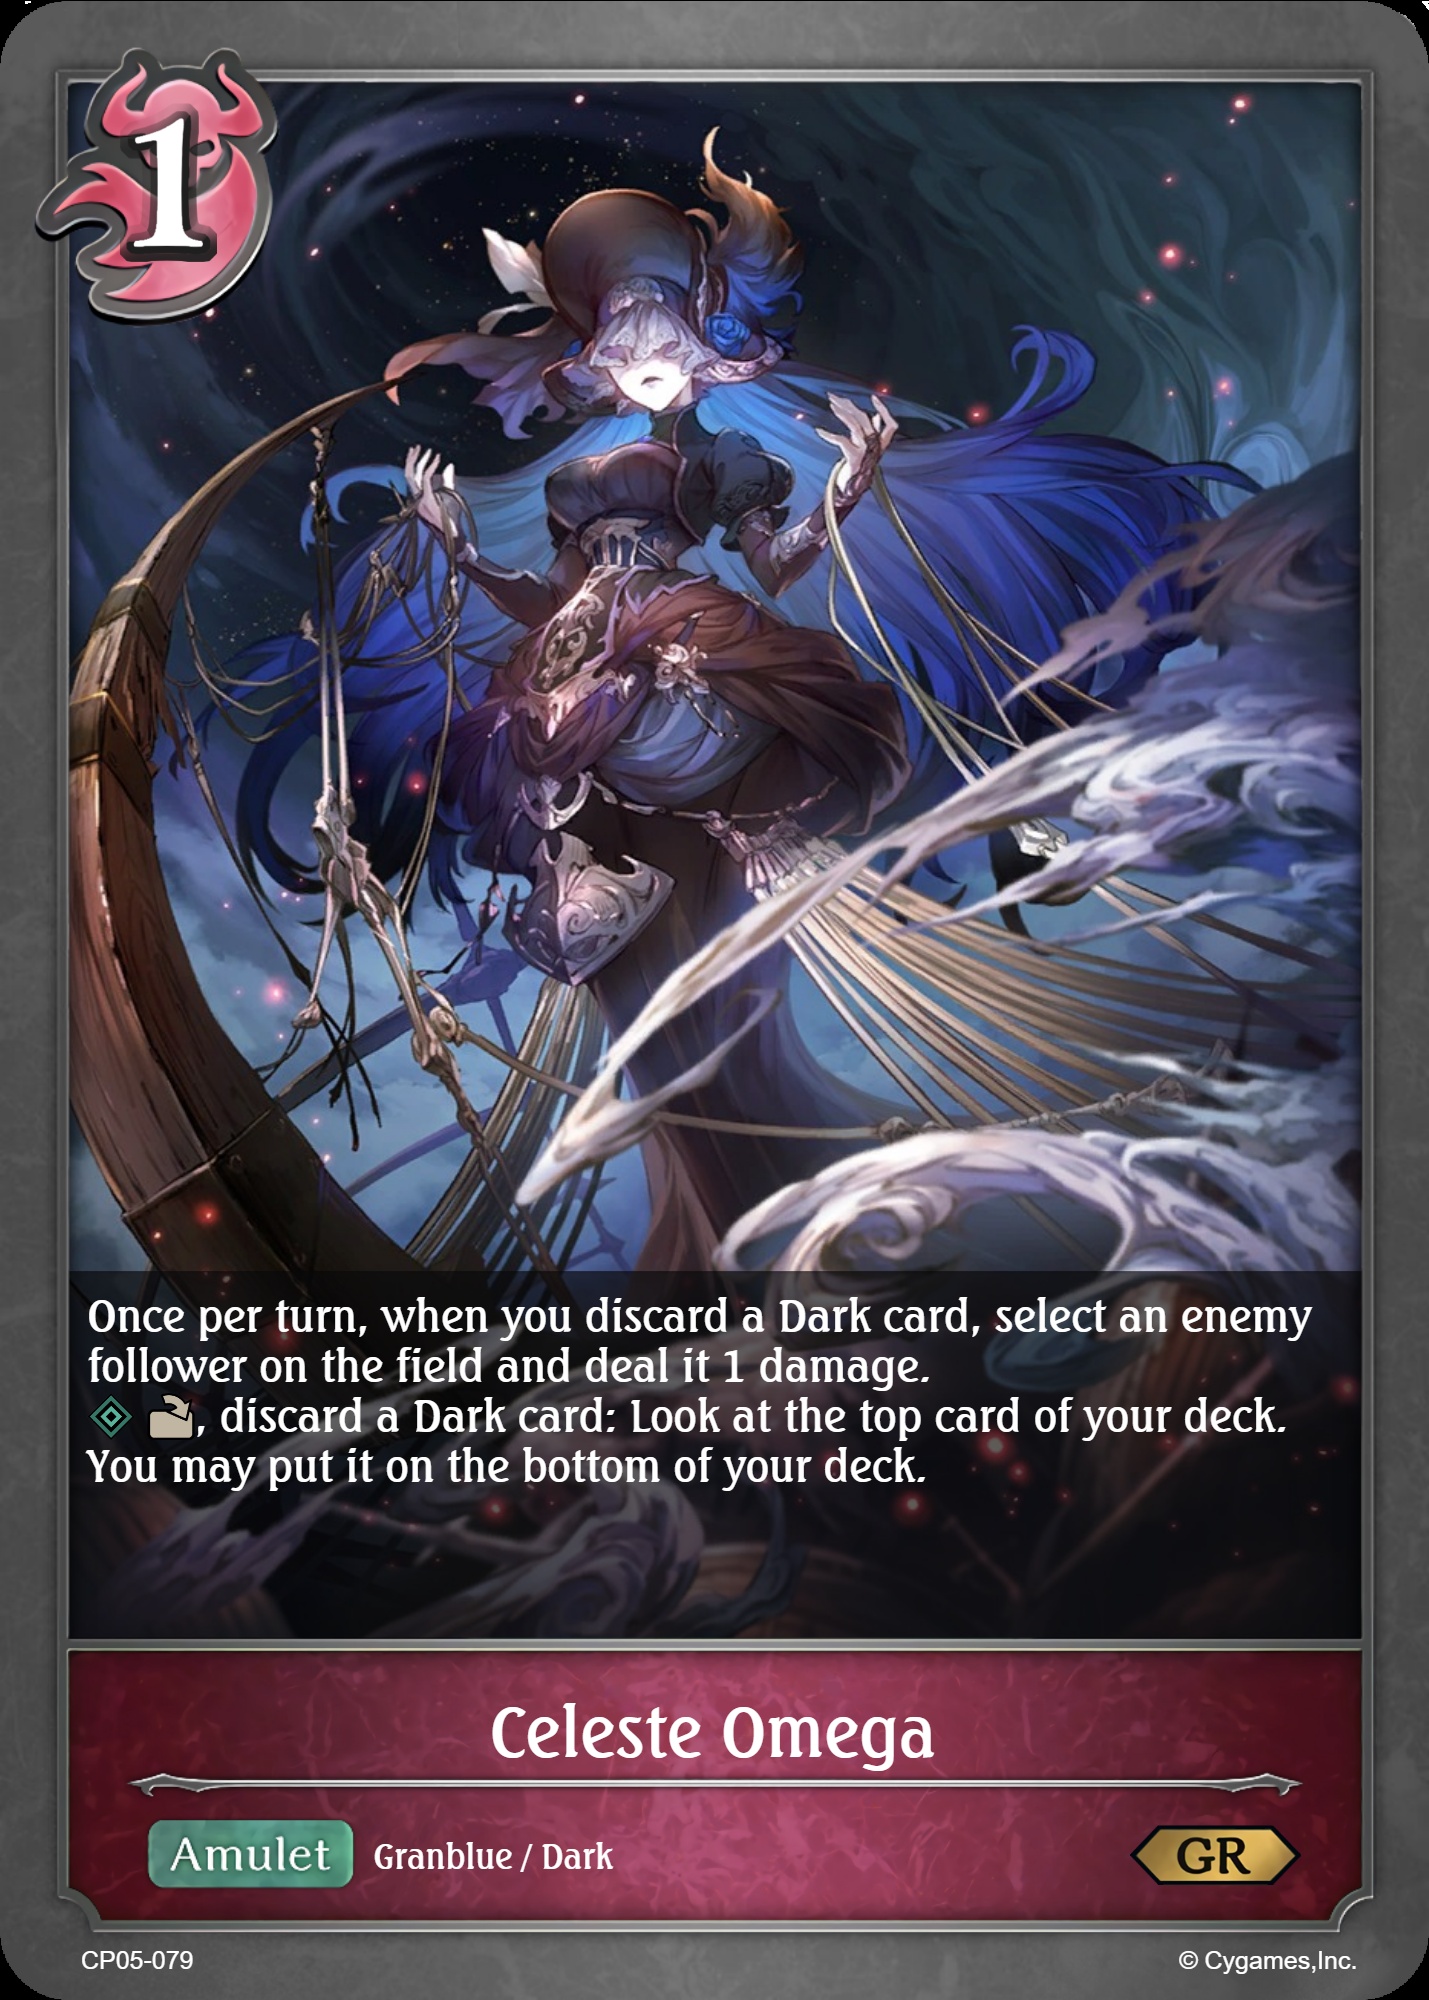 1
Once per turn, when you discard a Dark card, select an enemy
follower on the field and deal it 1 damage.
, discard a Dark card: Look at the top card of your deck.
You may put it on the bottom of your deck.
Celeste Omega
Amulet Granblue / Dark GR
CP05-079 © Cygames,Inc.